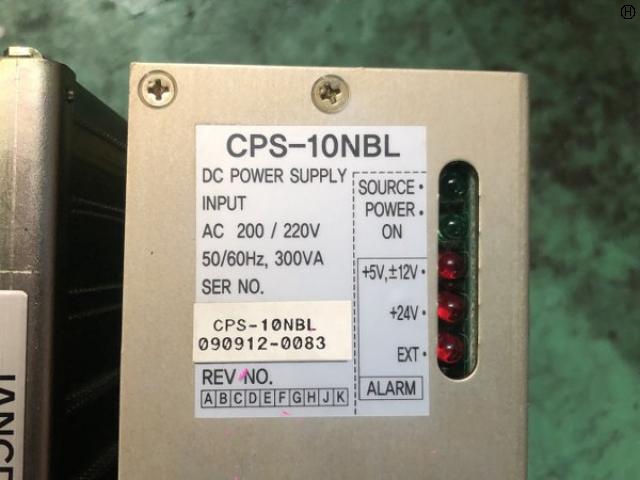 H
CPS-10NBL
DC POWER SUPPLY
INPUT
AC 200 / 220V
50/60Hz, 300VA
SER NO.
CPS-10NBL
090912-0083
REV NO.
A B C D E F G H J K
SOURCE
POWER
ON
+5V, ±12V
+24V
EXT
ALARM